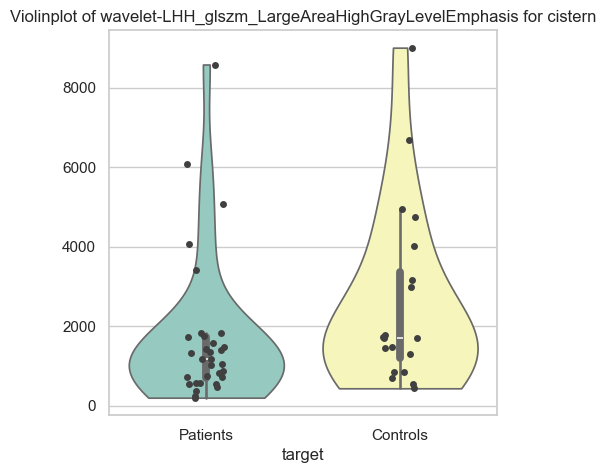 Violinplot of wavelet-LHH_glszm_LargeAreaHighGrayLevelEmphasis for cistern
8000
6000
4000
2000
0
Patients Controls
target